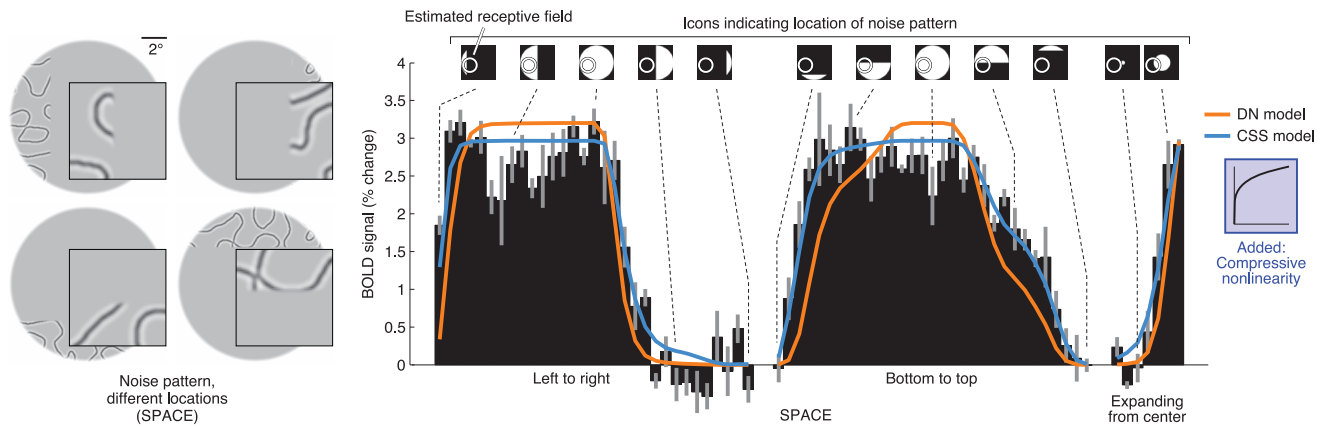 2°
Noise pattern,
different locations
(SPACE)
Estimated receptive field
Icons indicating location of noise pattern
BOLD signal (% change)
4
3.5
3
2.5
2
1.5
1
0.5
0
Left to right
Bottom to top
Expanding
from center
SPACE
DN model
CSS model
Added:
Compressive
nonlinearity